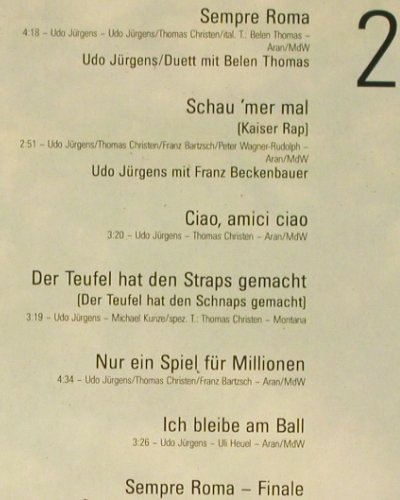 Sempre Roma
2
4:18 – Udo Jürgens – Udo Jürgens/Thomas Christen/ital. T.: Belen Thomas –
Aran/MdW
Udo Jürgens/Duett mit Belen Thomas
Schau 'mer mal
(Kaiser Rap)
2:51 – Udo Jürgens/Thomas Christen/Franz Bartzsch/Peter Wagner-Rudolph –
Aran/MdW
Udo Jürgens mit Franz Beckenbauer
Ciao, amici ciao
3:20 – Udo Jürgens – Thomas Christen – Aran/MdW
Der Teufel hat den Straps gemacht
(Der Teufel hat den Schnaps gemacht)
3:19 – Udo Jürgens – Michael Kunze/spez. T.: Thomas Christen – Montana
Nur ein Spiel für Millionen
4:34 – Udo Jürgens/Thomas Christen/Franz Bartzsch – Aran/MdW
Ich bleibe am Ball
3:26 – Udo Jürgens – Uli Heuel – Aran/MdW
Sempre Roma – Finale